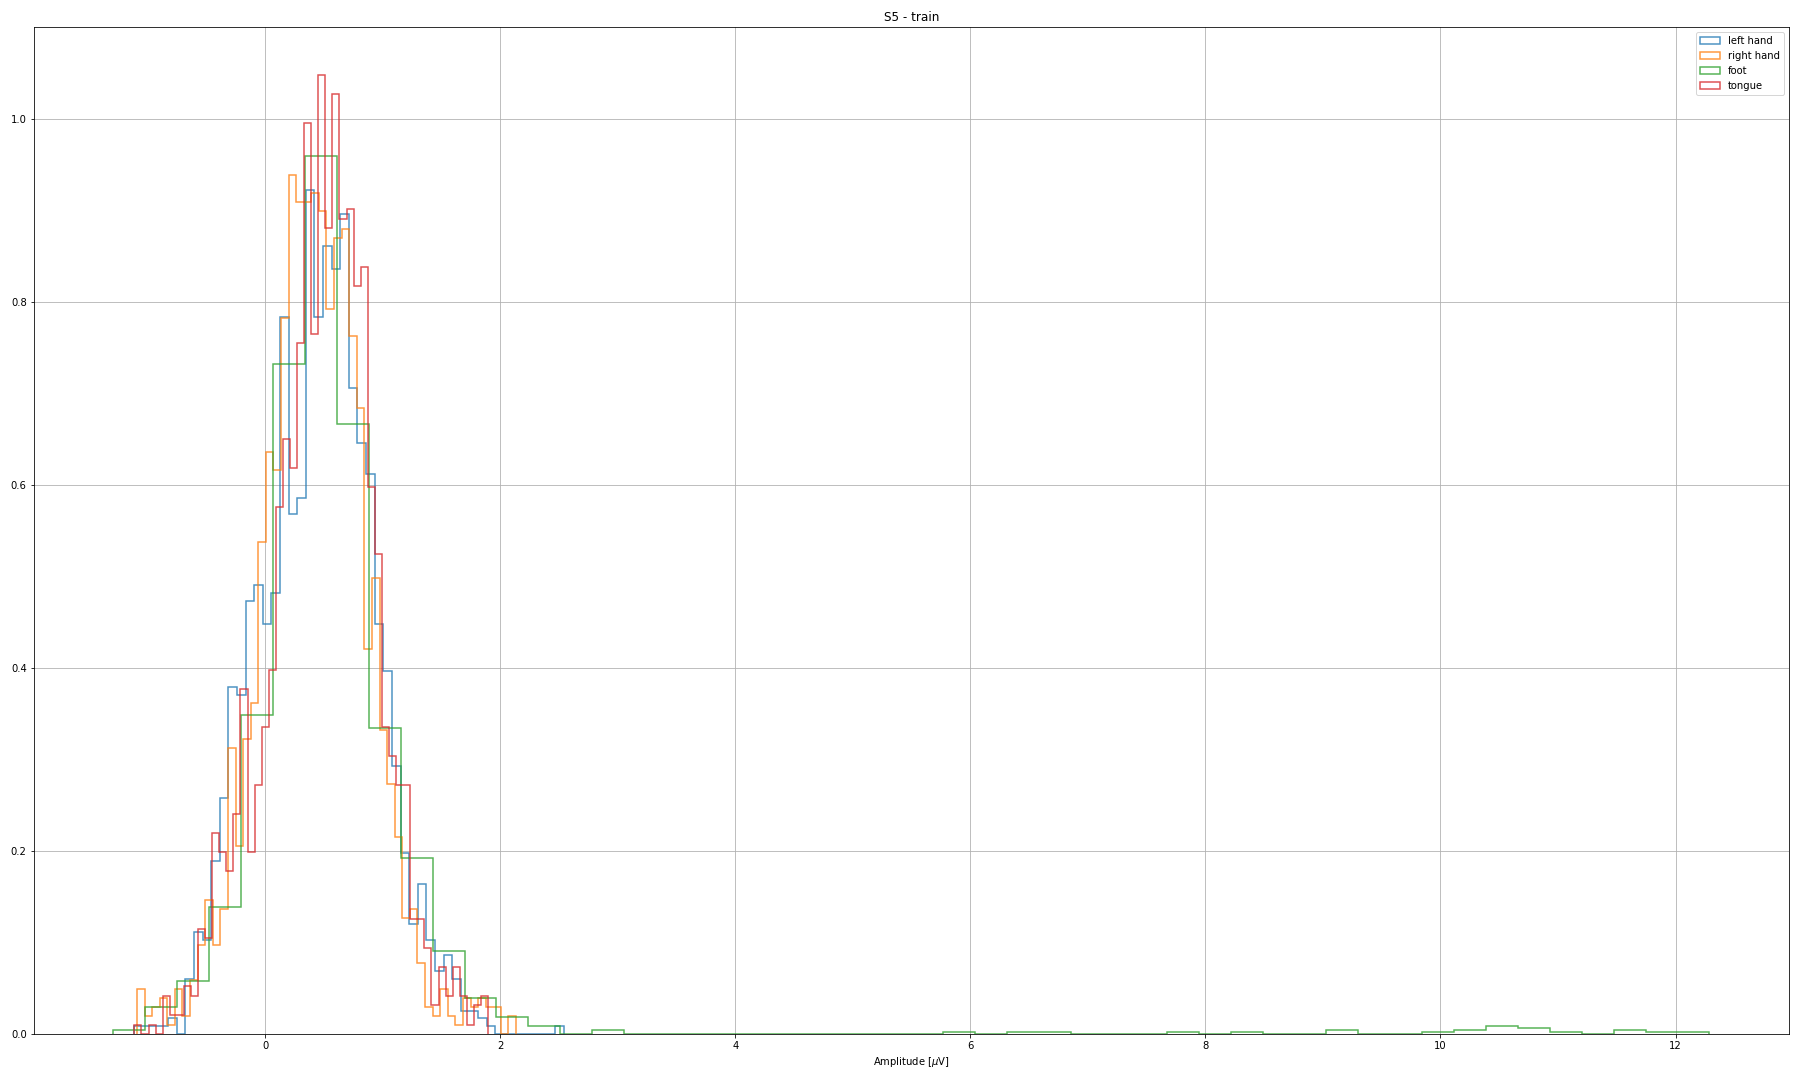 S5 - train
left hand
right hand
foot
tongue
1.0
0.8
0.6
0.4
0.2
0.0
0 2 4 6 8 10 12
Amplitude [μV]